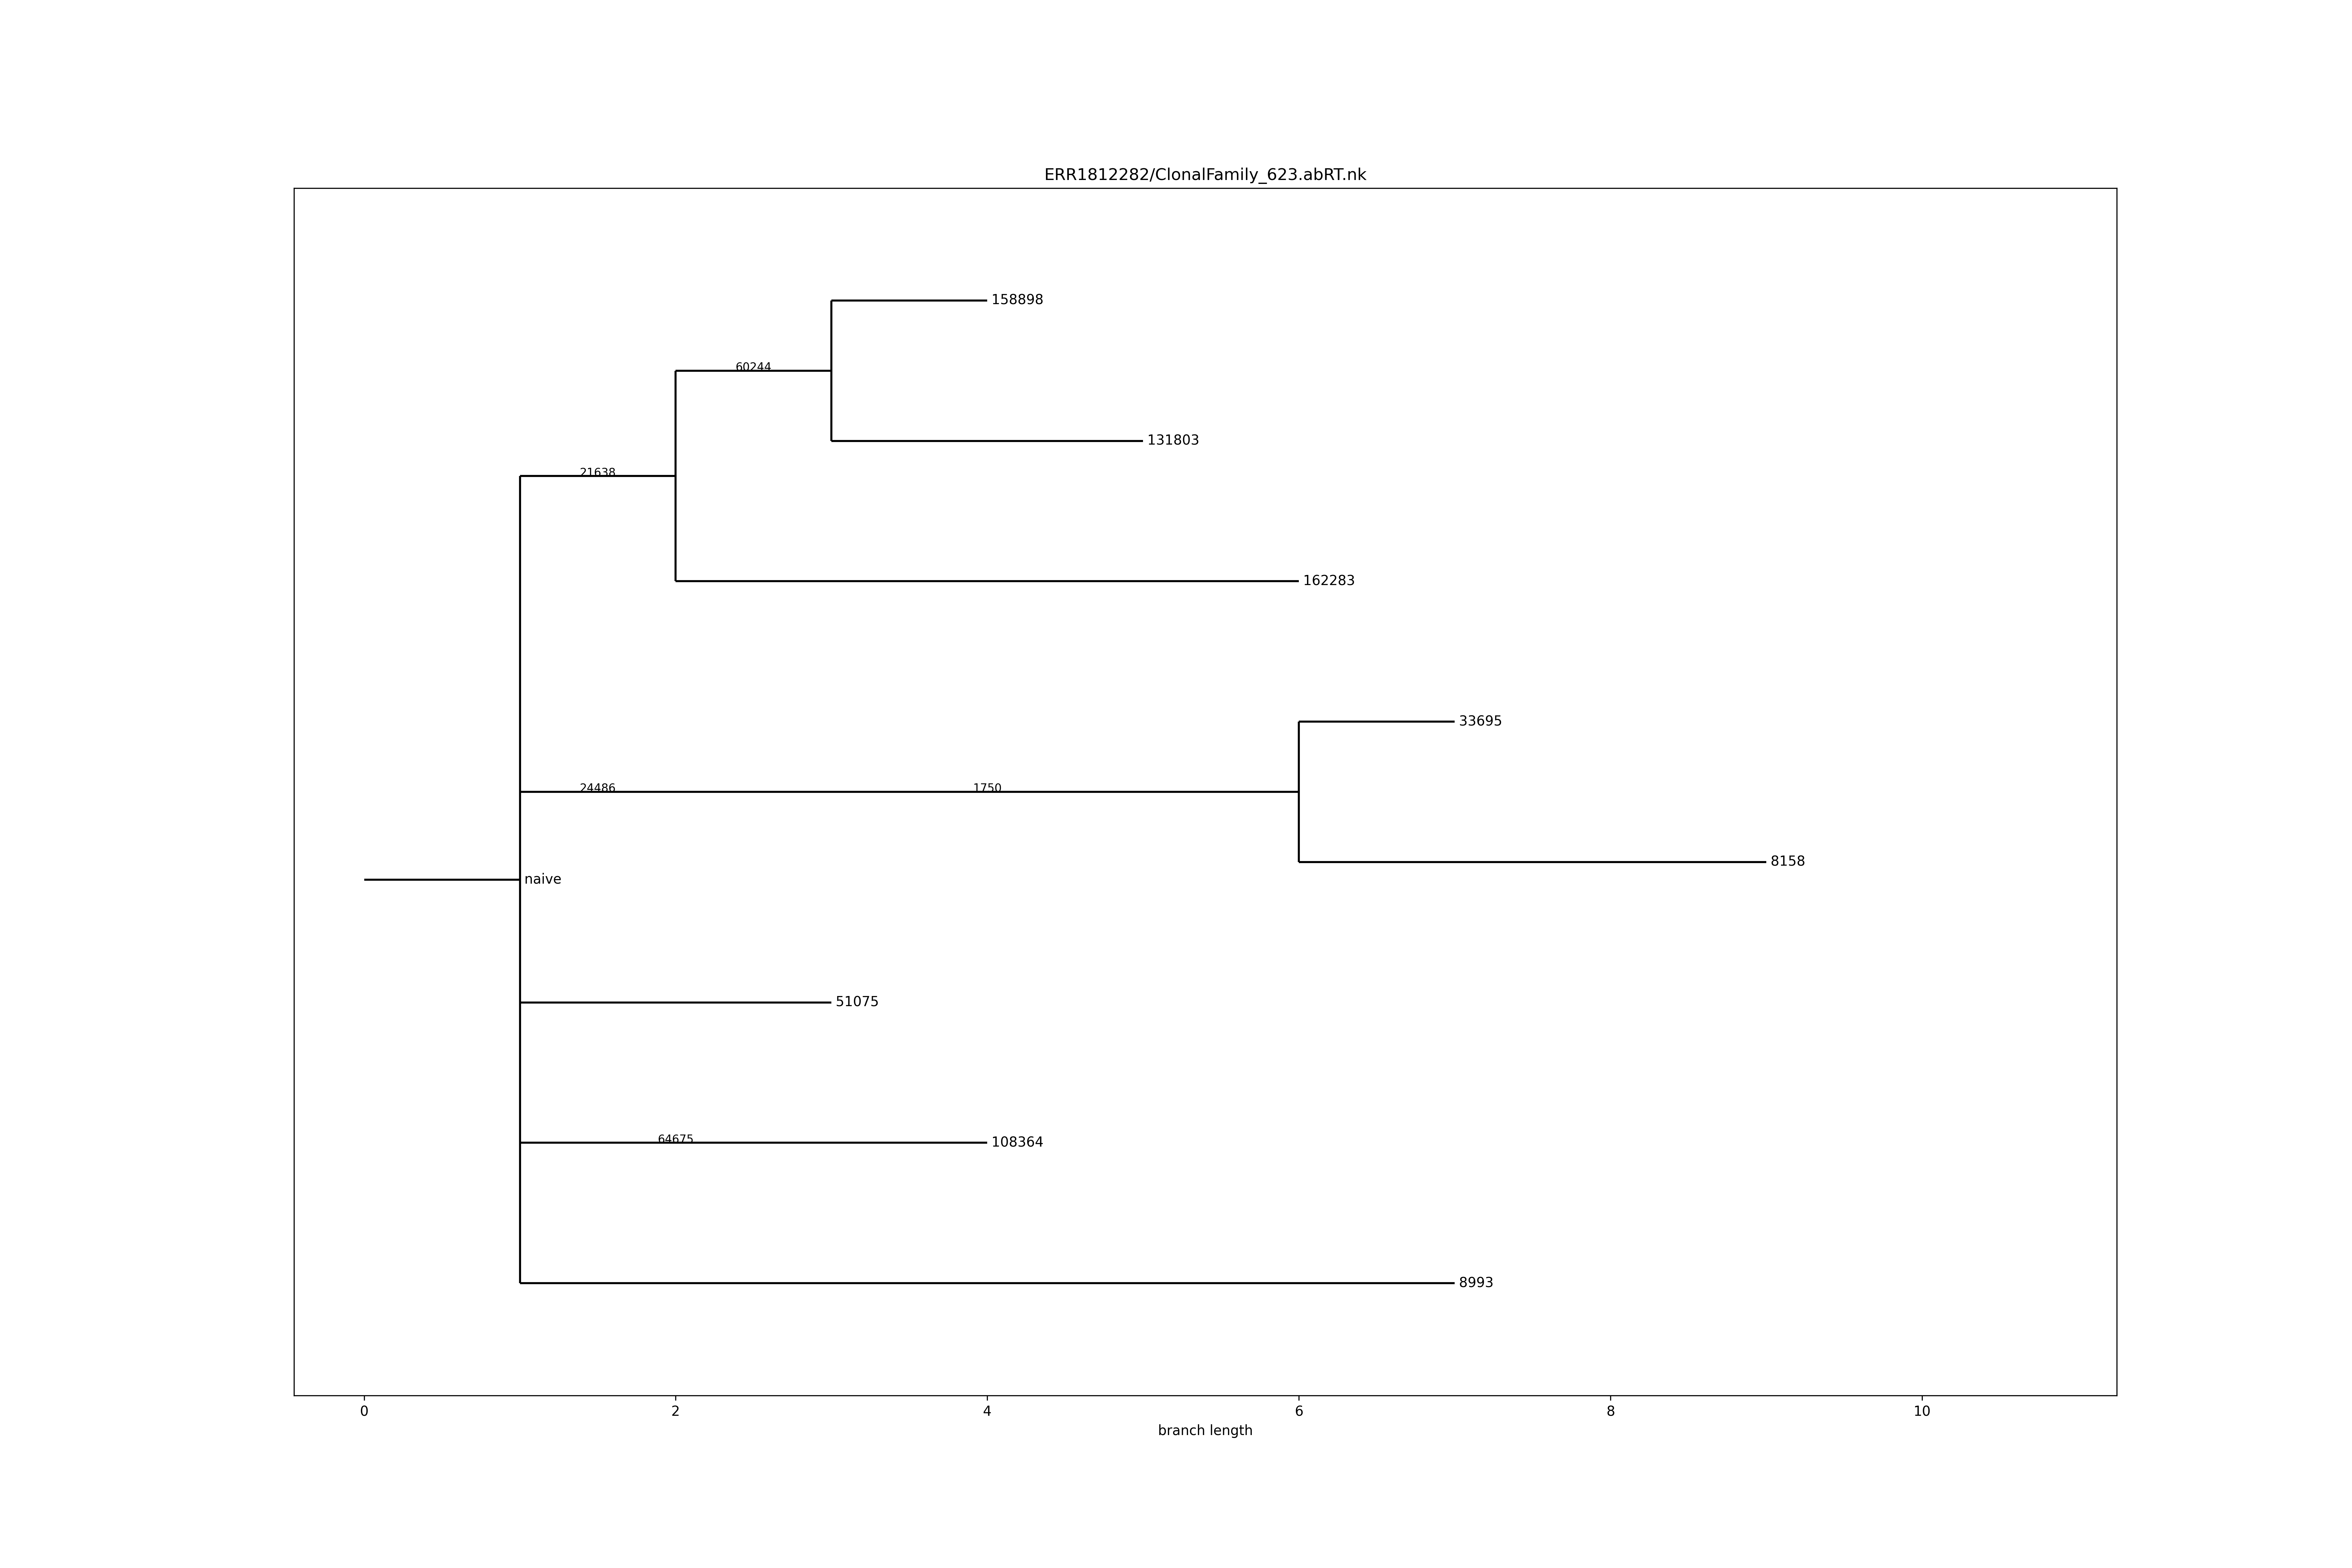 ERR1812282/ClonalFamily_623.abRT.nk
158898
60244
131803
21638
162283
33695
24486 1750
8158
naive
51075
64675 108364
8993
0 2 4 6 8 10
branch length